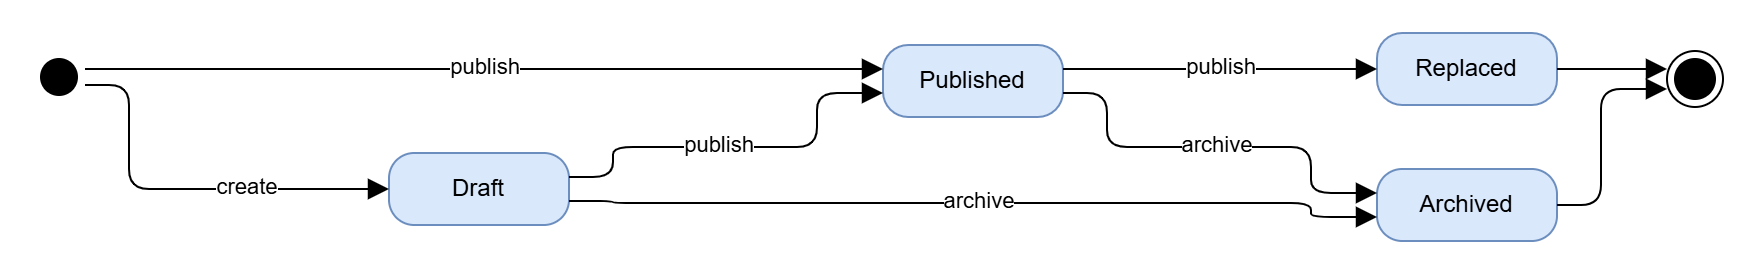 publish
Published
publish
Replaced
publish
archive
create
Draft
archive
Archived